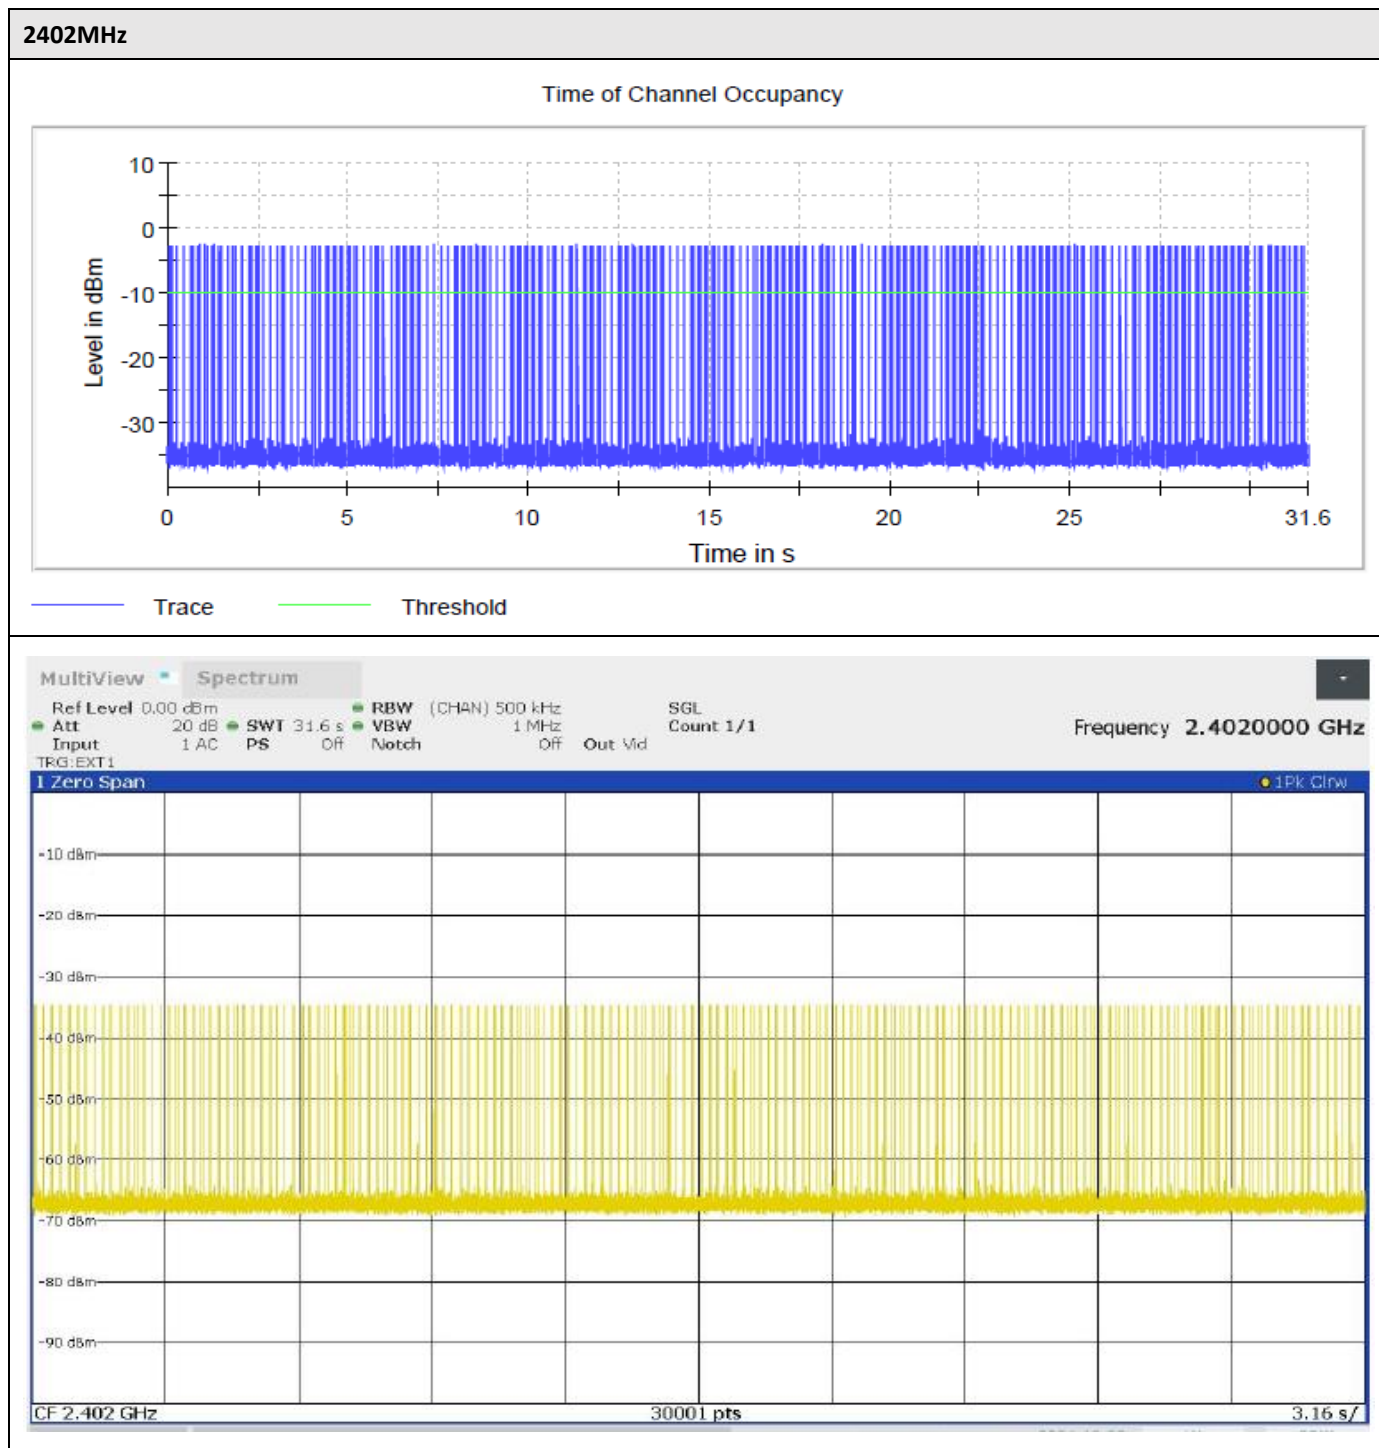 2402MHz
Time of Channel Occupancy
10
0
-10
-20
-30
Level in dBm
0 5 10 15 20 25 31.6
Time in s
Trace Threshold
MultiView Spectrum
Ref Level 0.00 dBm RBW (CHAN) 500 kHz SGL
Att 20 dB SWT 31.6 s VBW 1 MHz Count 1/1 Frequency 2.4020000 GHz
Input 1 AC PS Off Notch Off Out Vid
TRG:EXT1
1 Zero Span 1Pk Clrw
-10 dBm
-20 dBm
-30 dBm
-40 dBm
-50 dBm
-60 dBm
-70 dBm
-80 dBm
-90 dBm
CF 2.402 GHz 30001 pts 3.16 s/